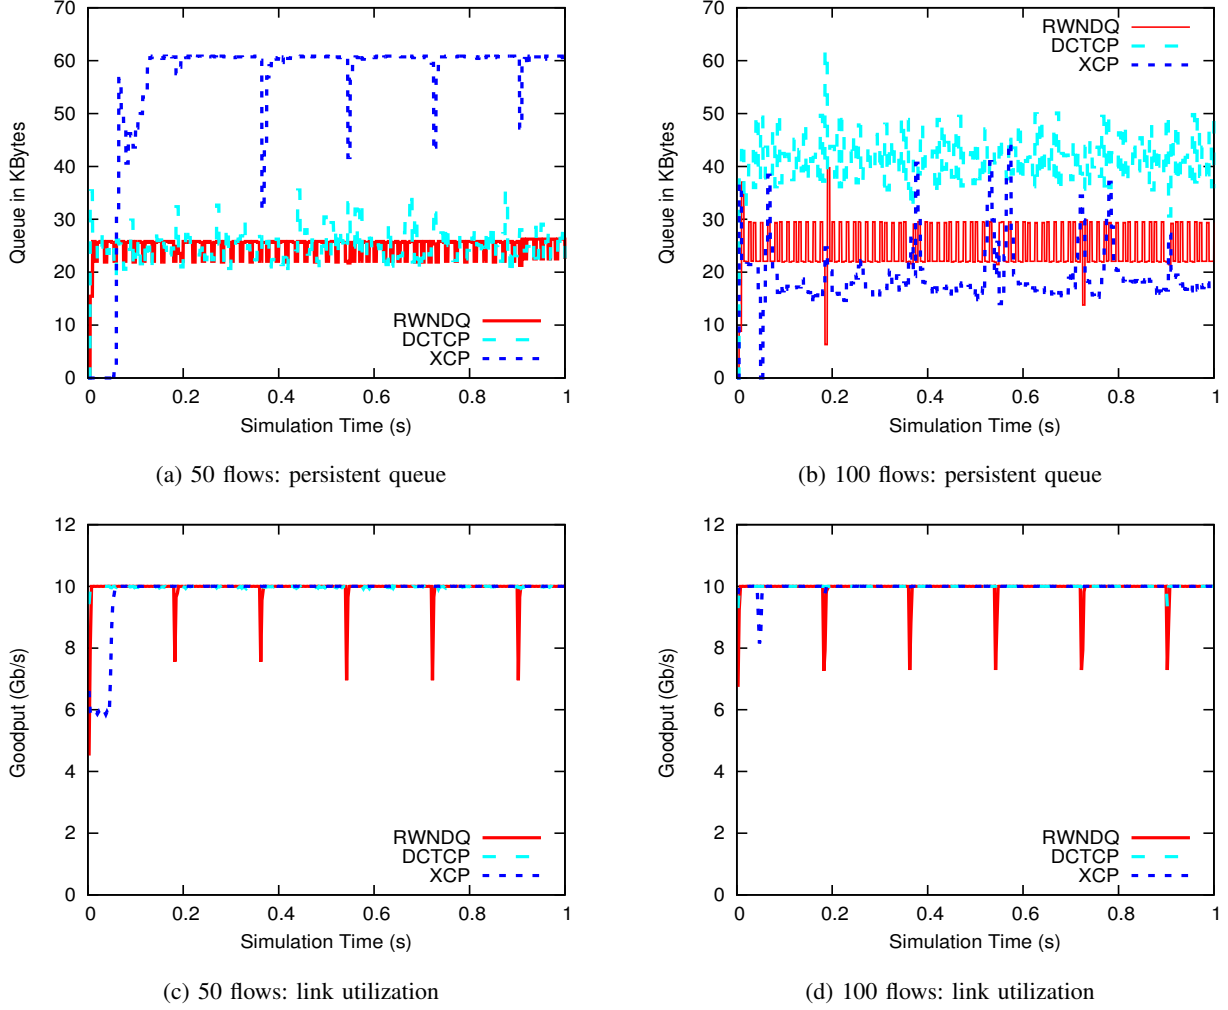 70
60
50
40
30
20
10
0
Queue in KBytes
RWNDQ
DCTCP
XCP
0 0.2 0.4 0.6 0.8 1
Simulation Time (s)
(a) 50 flows: persistent queue
70
60
50
40
30
20
10
0
Queue in KBytes
RWNDQ
DCTCP
XCP
0 0.2 0.4 0.6 0.8 1
Simulation Time (s)
(b) 100 flows: persistent queue
12
10
8
6
4
2
0
Goodput (Gb/s)
RWNDQ
DCTCP
XCP
0 0.2 0.4 0.6 0.8 1
Simulation Time (s)
(c) 50 flows: link utilization
12
10
8
6
4
2
0
Goodput (Gb/s)
RWNDQ
DCTCP
XCP
0 0.2 0.4 0.6 0.8 1
Simulation Time (s)
(d) 100 flows: link utilization